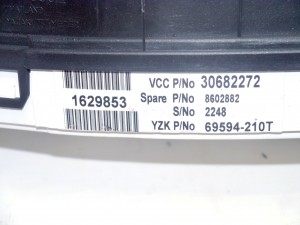 VCC P/No 30682272
1629853 Spare P/No 8602882
S/No 2248
YZK P/No 69594-210T